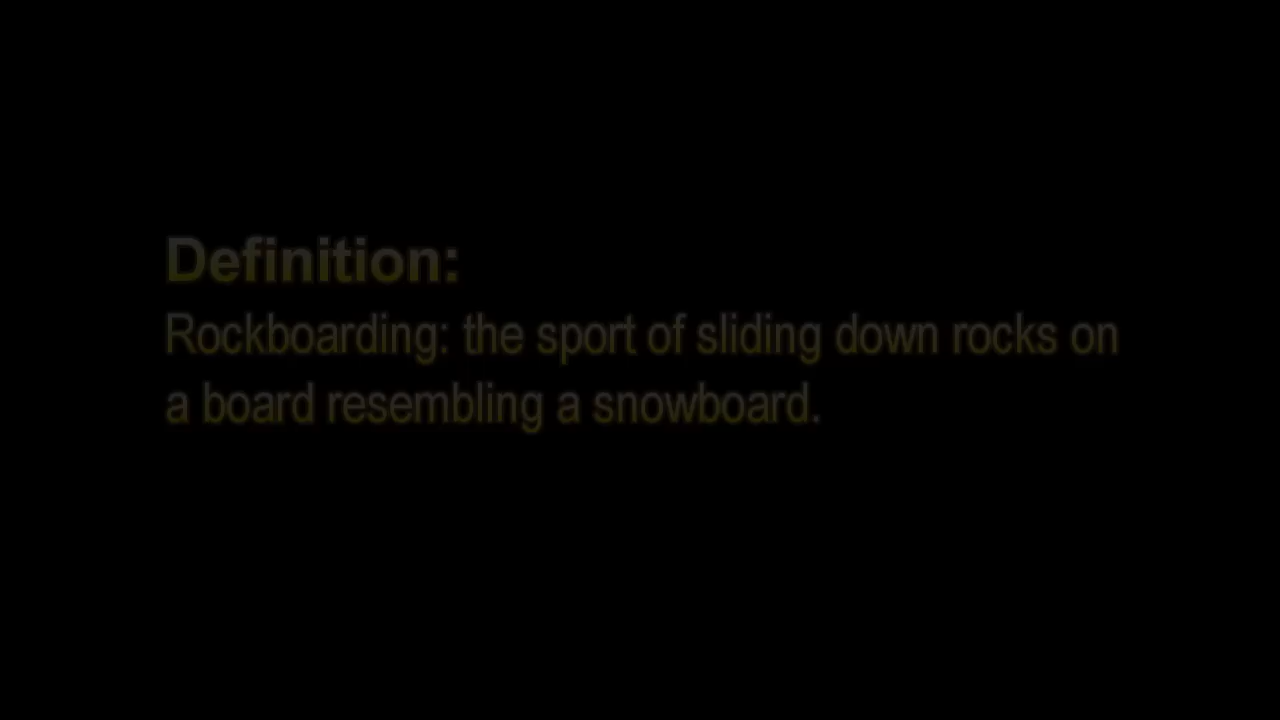 Definition:
Rockboarding: the sport of sliding down rocks on
a board resembling a snowboard.